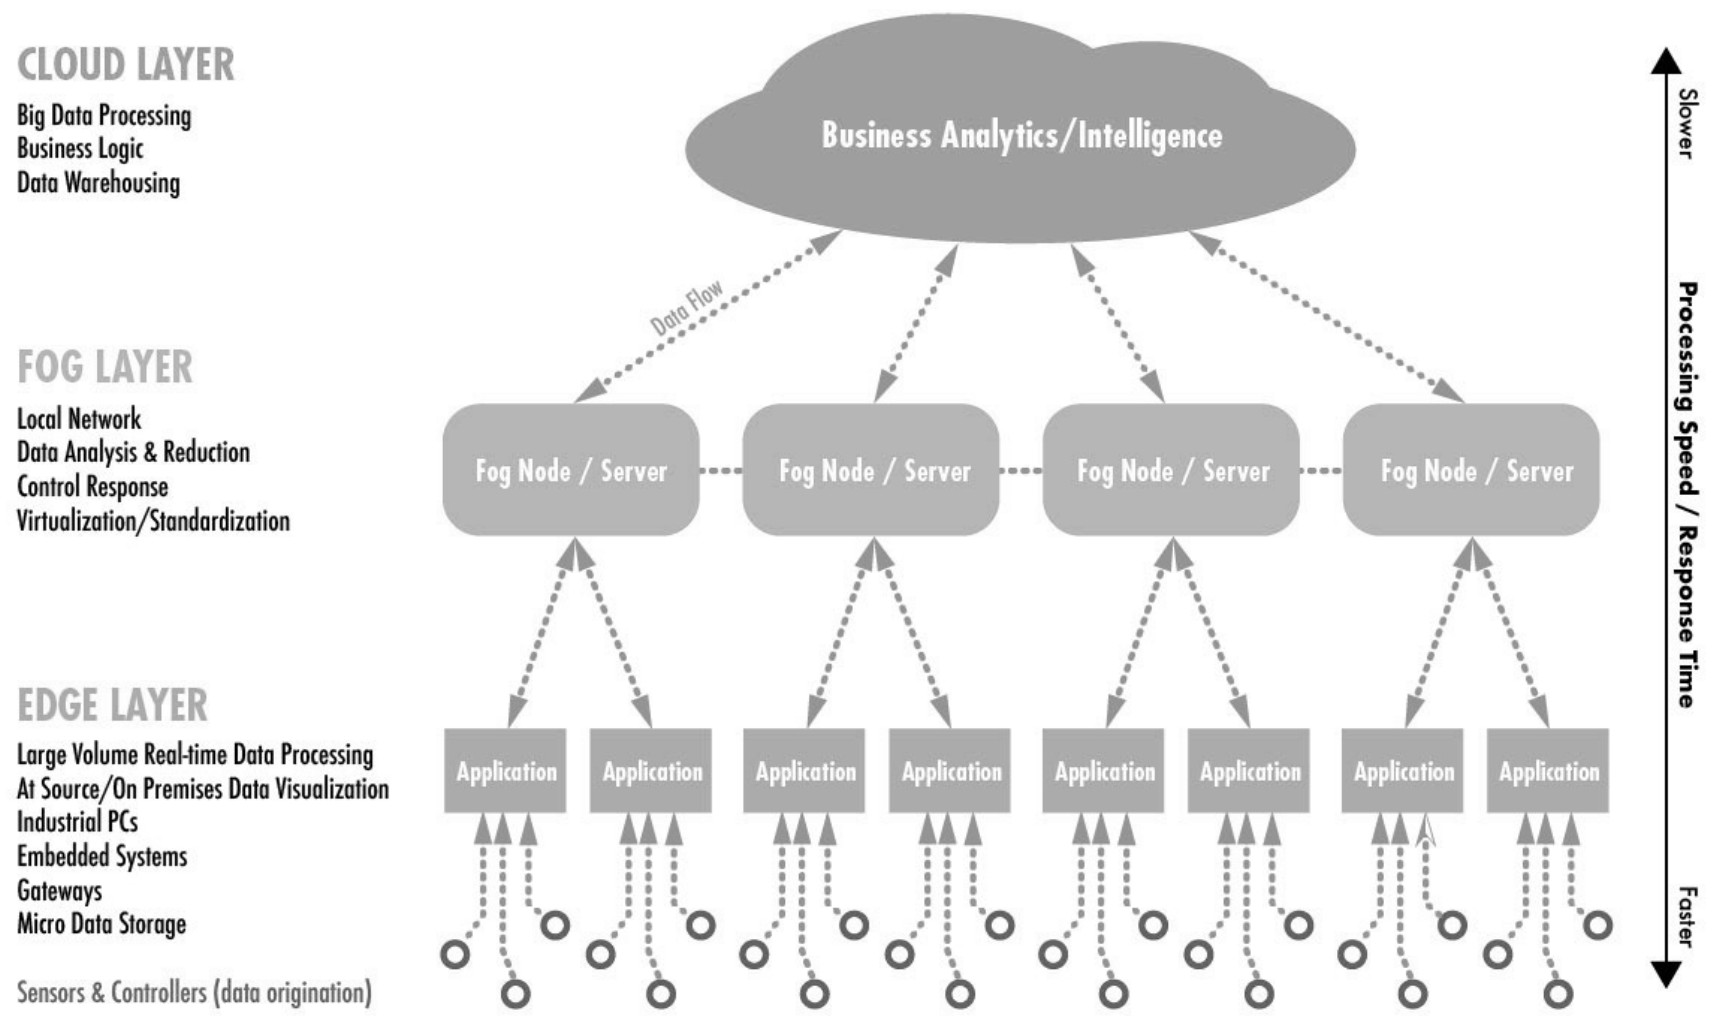 CLOUD LAYER
Big Data Processing
Business Logic
Data Warehousing
Business Analytics/Intelligence
Slower
Data Flow
Processing Speed / Response Time
FOG LAYER
Local Network
Data Analysis & Reduction
Control Response
Virtualization/Standardization
Fog Node / Server
Fog Node / Server
Fog Node / Server
Fog Node / Server
EDGE LAYER
Large Volume Real-time Data Processing
At Source/On Premises Data Visualization
Industrial PCs
Embedded Systems
Gateways
Micro Data Storage
Application
Application
Application
Application
Application
Application
Application
Application
Faster
Sensors & Controllers (data origination)